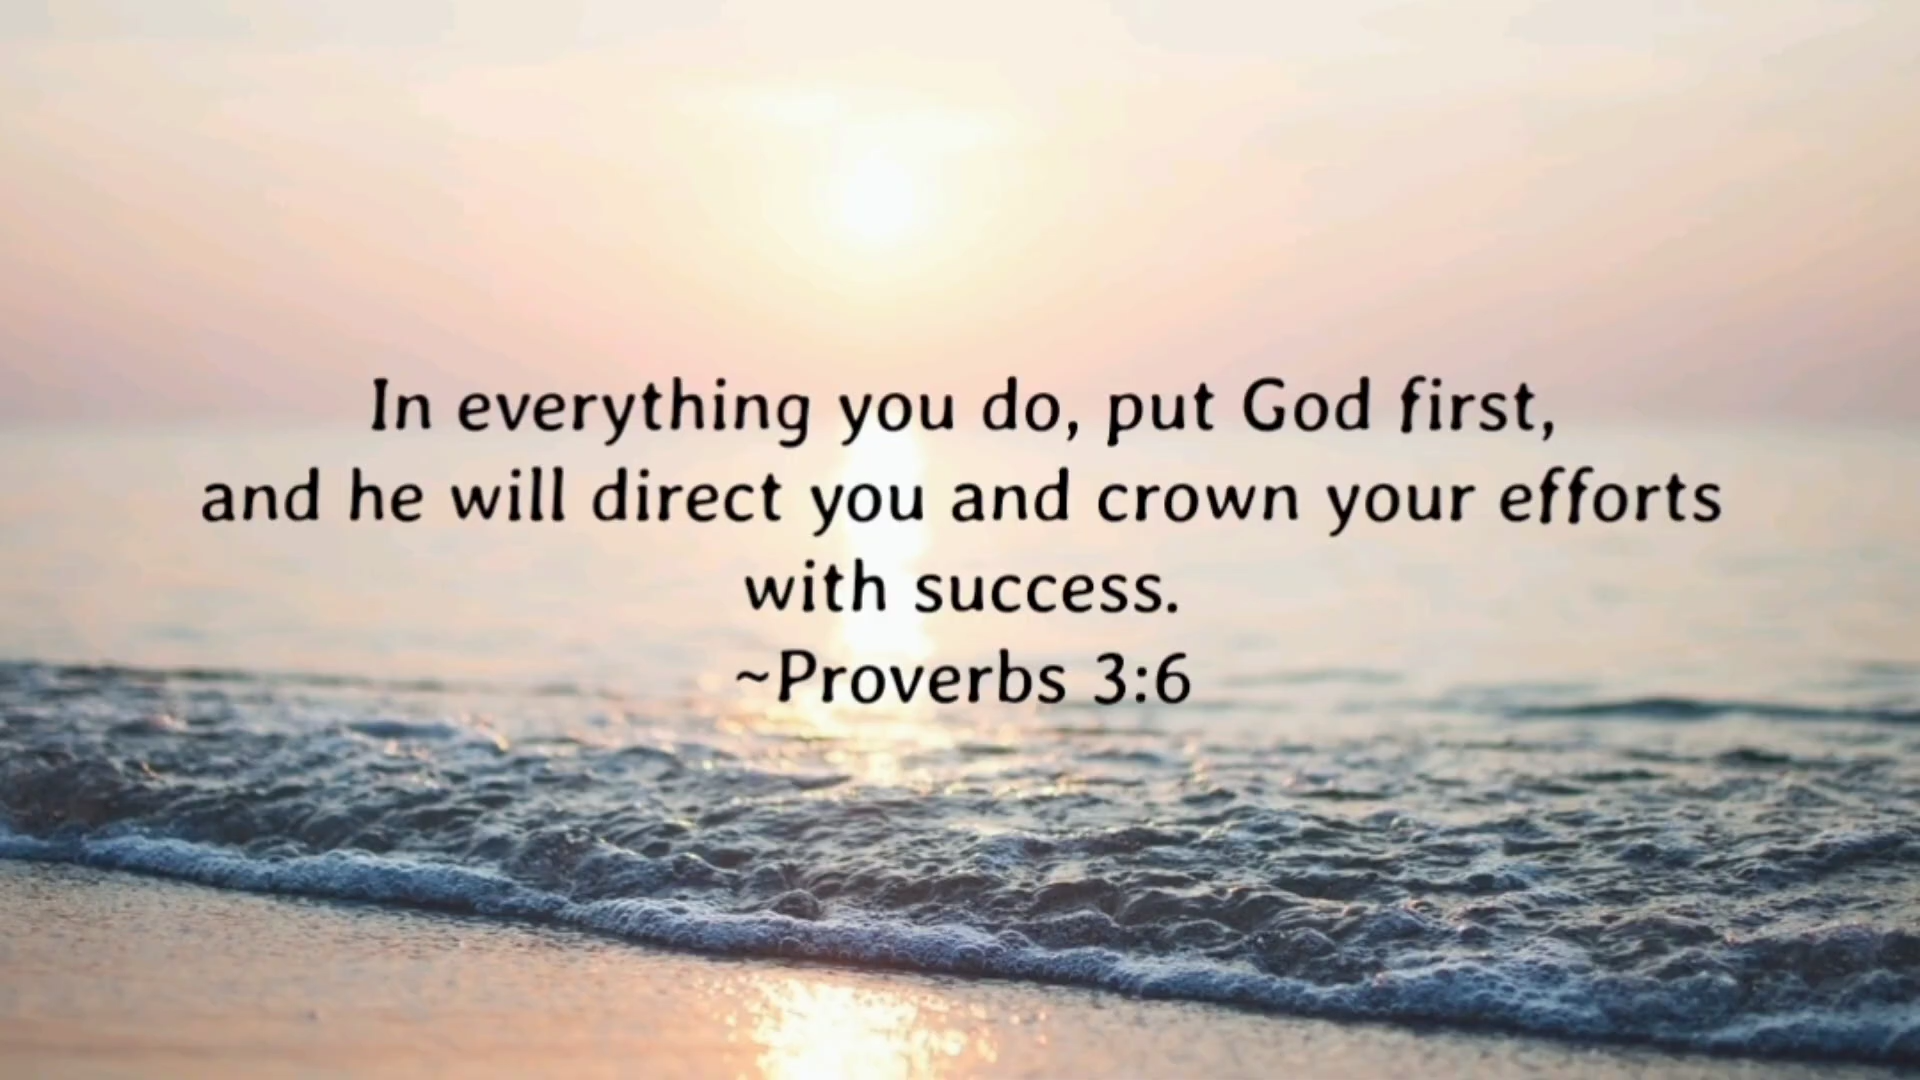 In everything you do, put God first,
and he will direct you and crown your efforts
with success.
~Proverbs 3:6